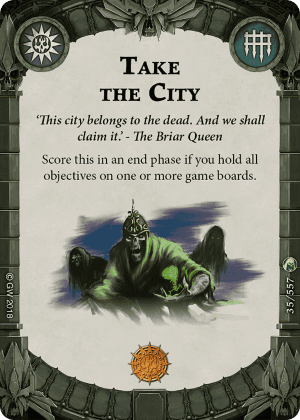 TAKE
THE CITY
‘This city belongs to the dead. And we shall
claim it.’ - The Briar Queen
Score this in an end phase if you hold all
objectives on one or more game boards.
© GW 2018
35/557